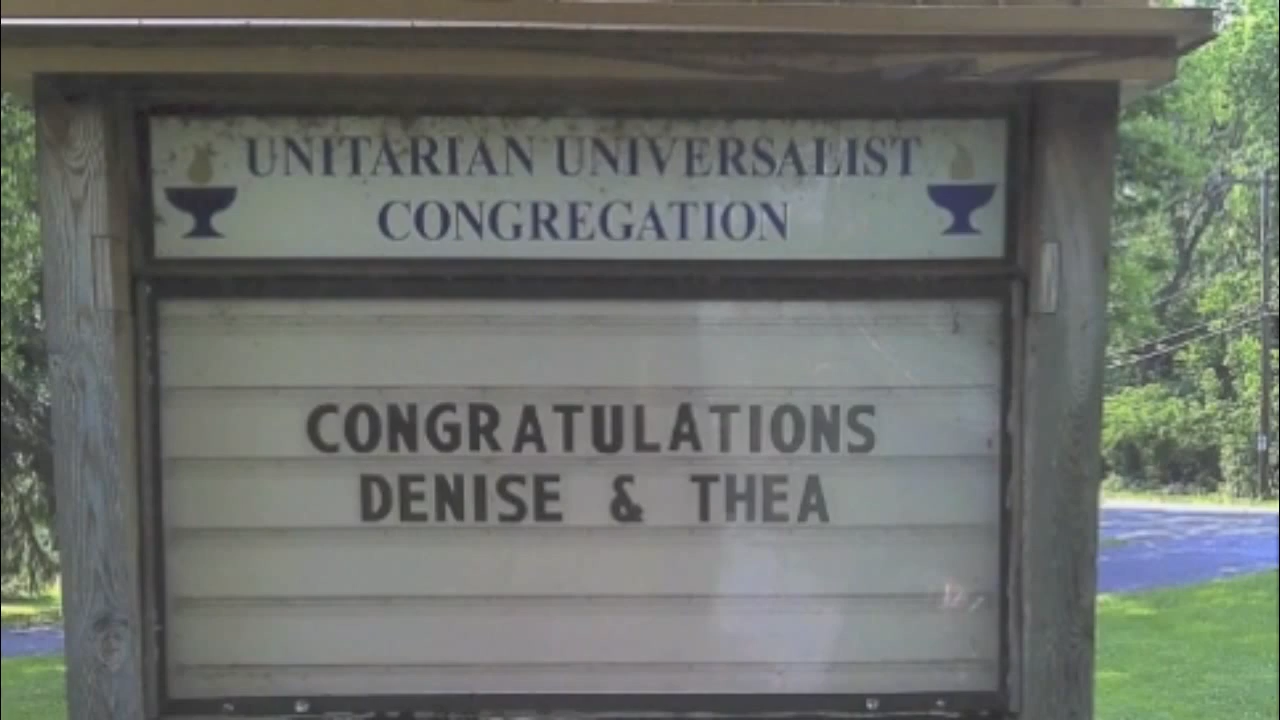 UNITARIAN UNIVERSALIST
CONGREGATION
CONGRATULATIONS
DENISE & THEA